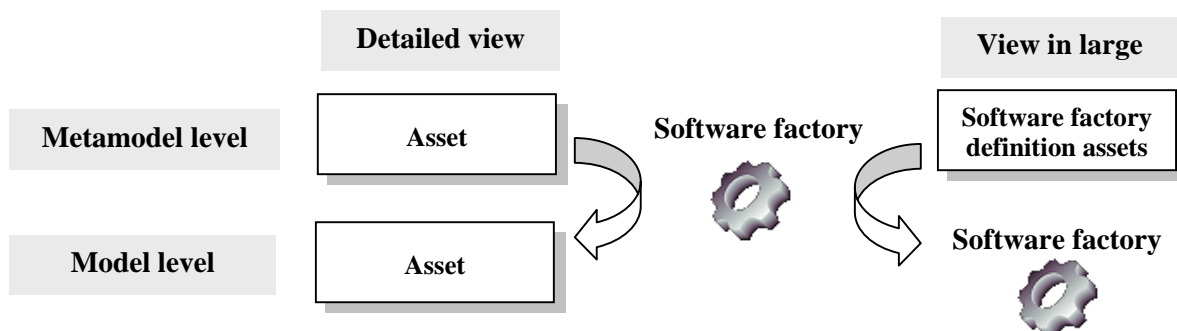 Detailed view
View in large
Metamodel level
Asset
Software factory
Software factory
definition assets
Model level
Asset
Software factory